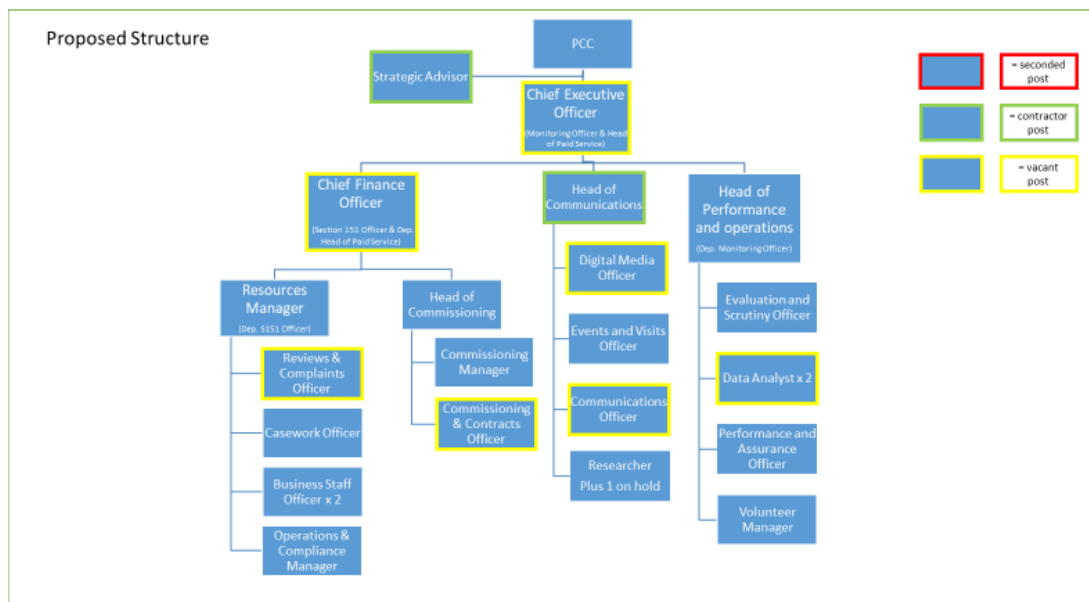 Proposed Structure
PCC
Strategic Advisor
Chief Executive
Officer
(Monitoring Officer & Head
of Paid Service)
= seconded
post
= contractor
post
= vacant
post
Chief Finance
Officer
(Section 151 Officer & Dep.
Head of Paid Service)
Head of
Communications
Head of
Performance
and operations
(Dep. Monitoring Officer)
Resources
Manager
(Dep. S151 Officer)
Head of
Commissioning
Reviews &
Complaints
Officer
Casework Officer
Business Staff
Officer x 2
Operations &
Compliance
Manager
Commissioning
Manager
Commissioning
& Contracts
Officer
Digital Media
Officer
Events and Visits
Officer
Communications
Officer
Researcher
Plus 1 on hold
Evaluation and
Scrutiny Officer
Data Analyst x 2
Performance and
Assurance
Officer
Volunteer
Manager